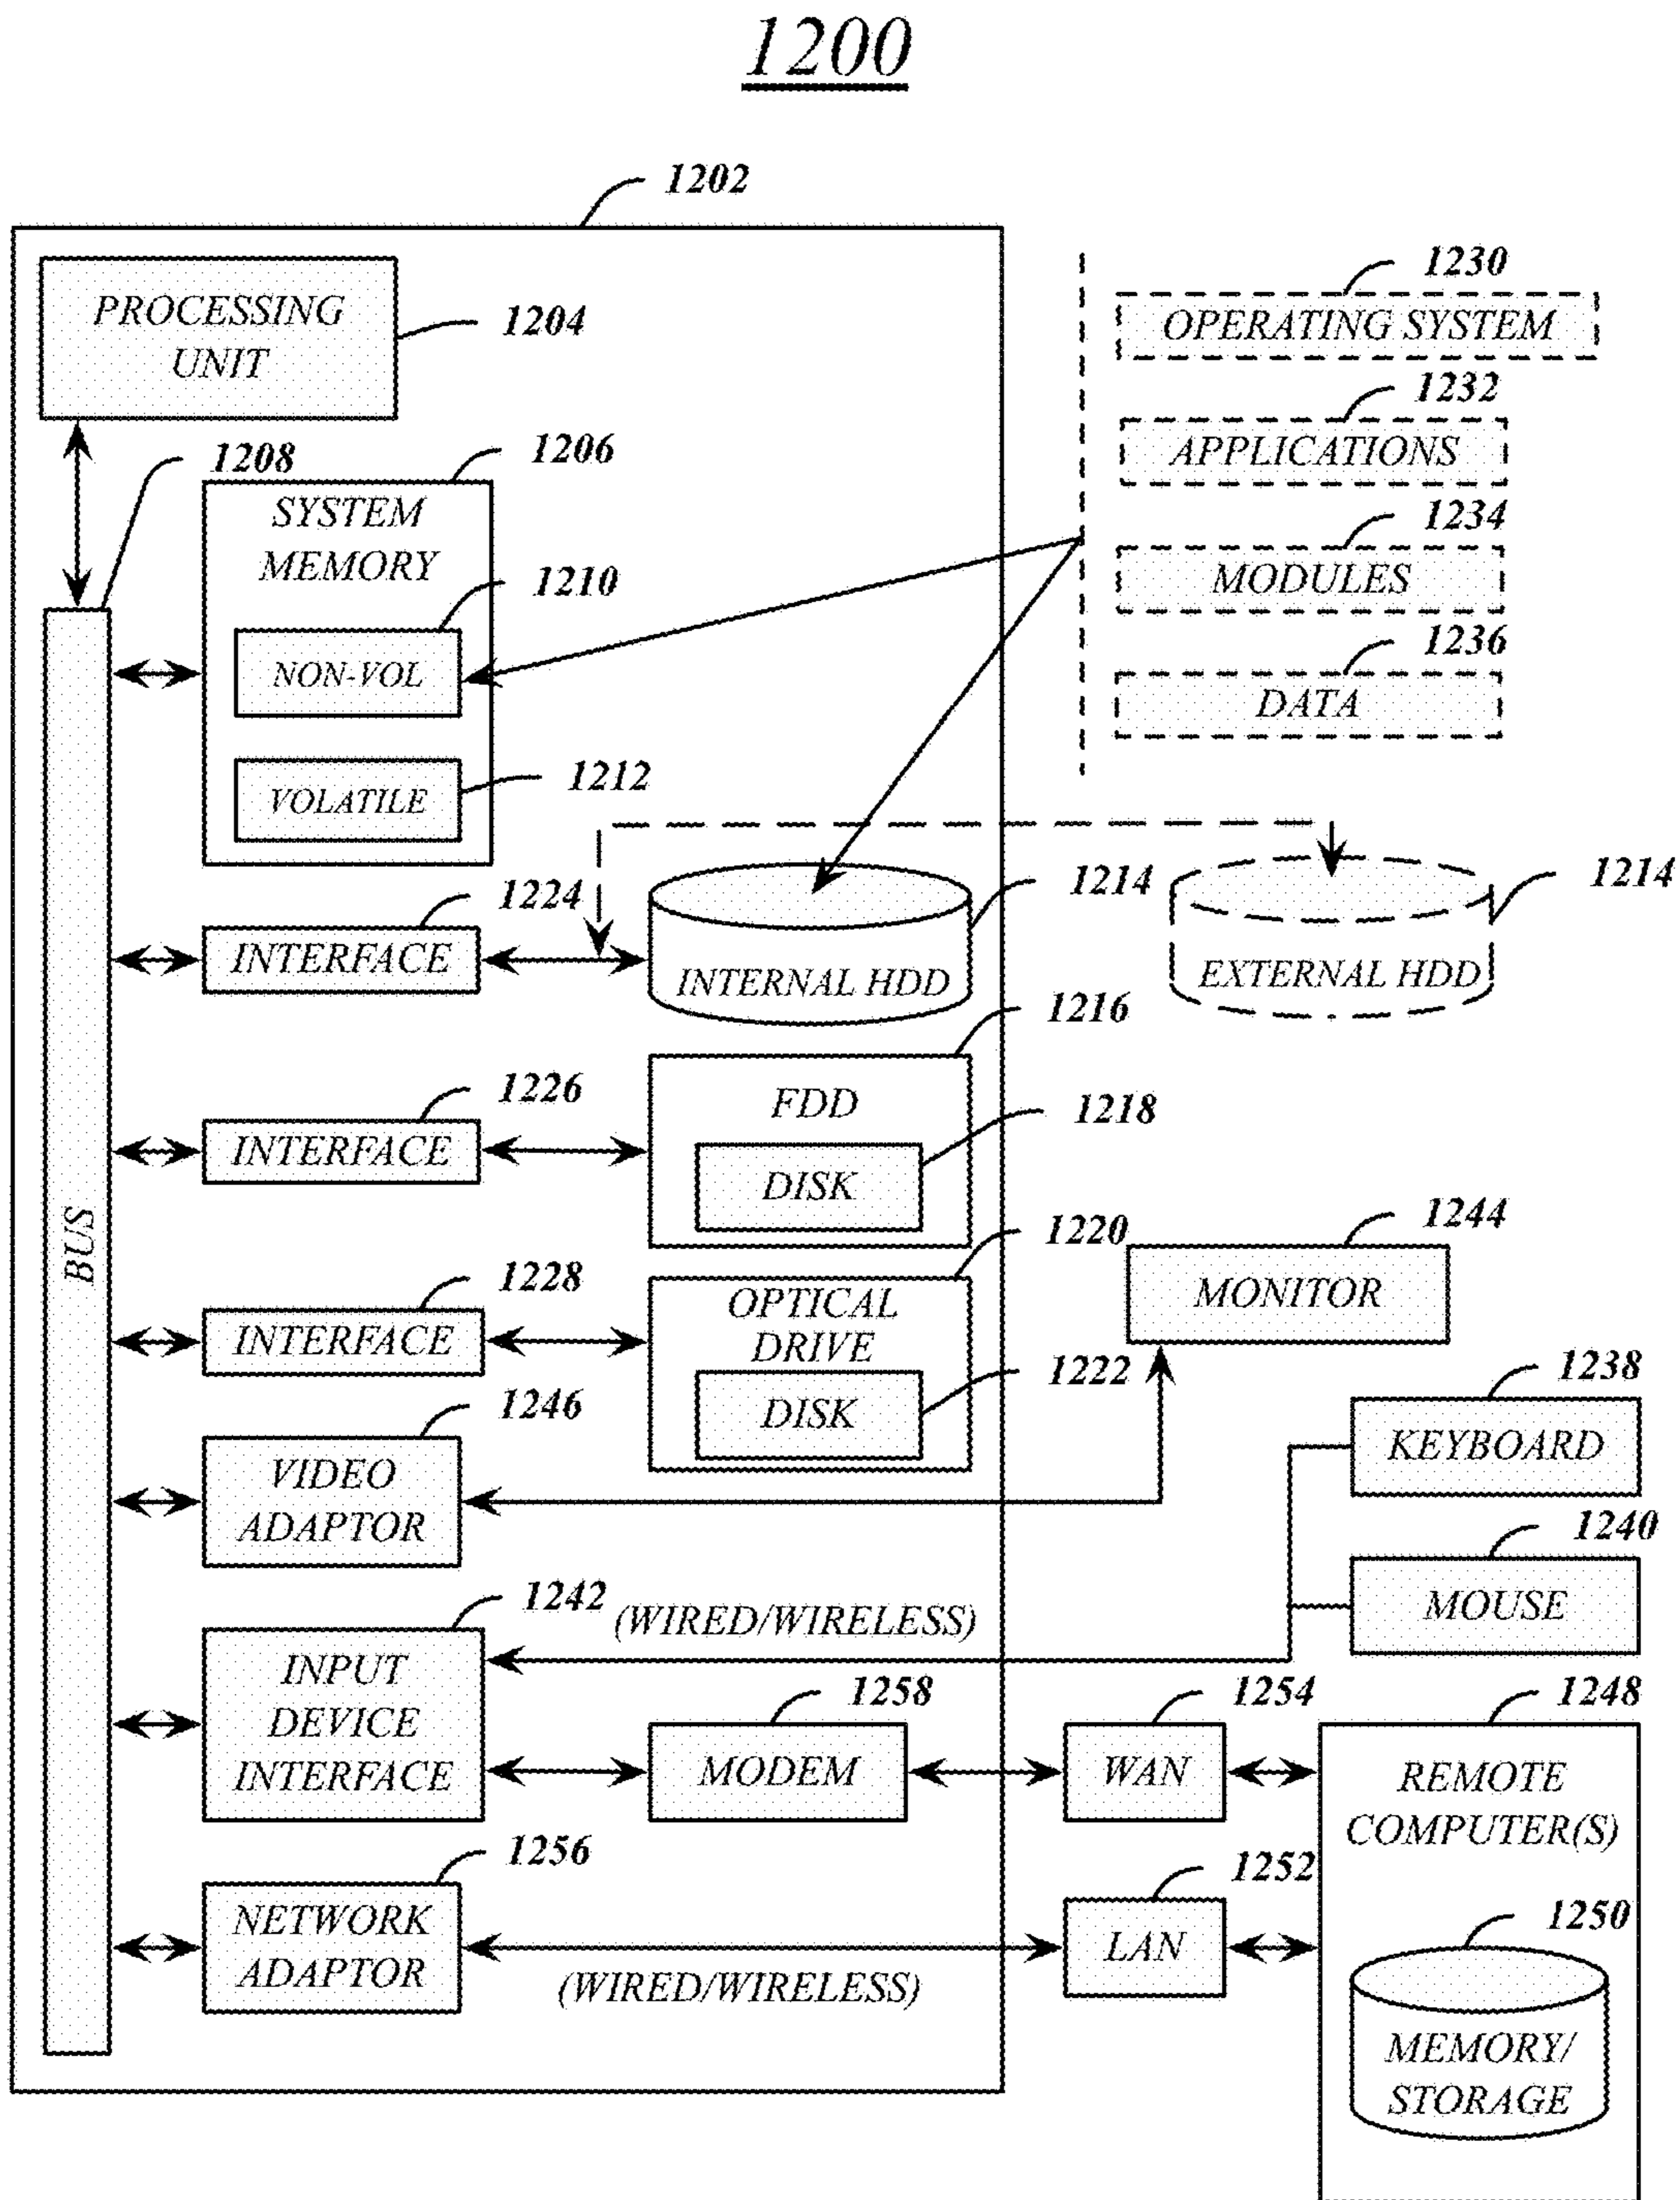 1200
1202
PROCESSING
UNIT
1204
1230
OPERATING SYSTEM
1232
APPLICATIONS
1234
MODULES
1236
DATA
1208
1206
SYSTEM
MEMORY
1210
NON-VOL
1212
VOLATILE
1224
INTERFACE
1214
INTERNAL HDD
1214
EXTERNAL HDD
1216
FDD
1226
INTERFACE
1218
DISK
BUS
1220
OPTICAL
DRIVE
1228
INTERFACE
1222
DISK
1244
MONITOR
1246
VIDEO
ADAPTOR
1238
KEYBOARD
1240
MOUSE
1242
(WIRED/WIRELESS)
INPUT
DEVICE
INTERFACE
1258
MODEM
1254
WAN
1248
REMOTE
COMPUTER(S)
1256
NETWORK
ADAPTOR
(WIRED/WIRELESS)
1252
LAN
1250
MEMORY/
STORAGE